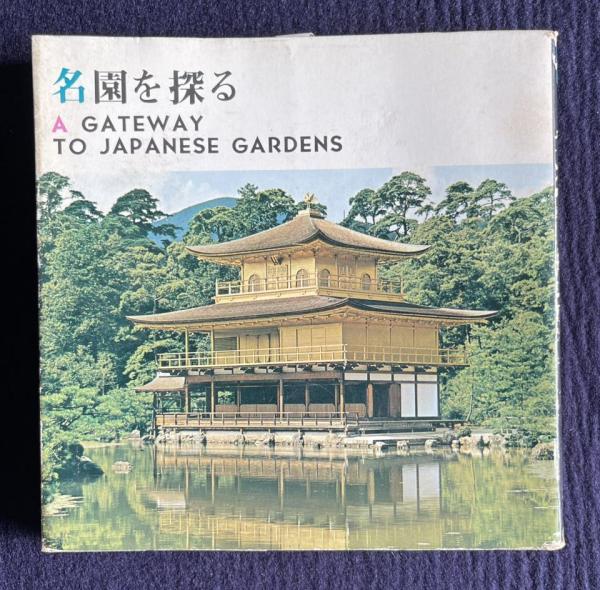 名園を探る
A GATEWAY
TO JAPANESE GARDENS